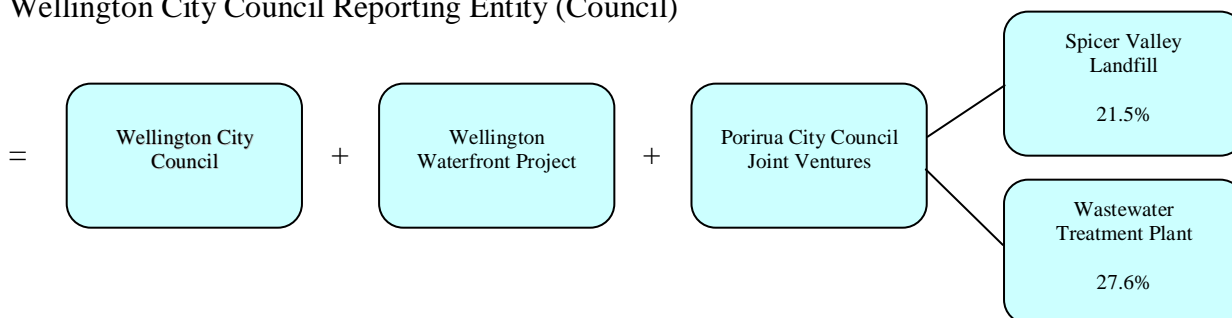 Wellington City Council Reporting Entity (Council)
=
Wellington City
Council
+
Wellington
Waterfront Project
+
Porirua City Council
Joint Ventures
Spicer Valley
Landfill
21.5%
Wastewater
Treatment Plant
27.6%